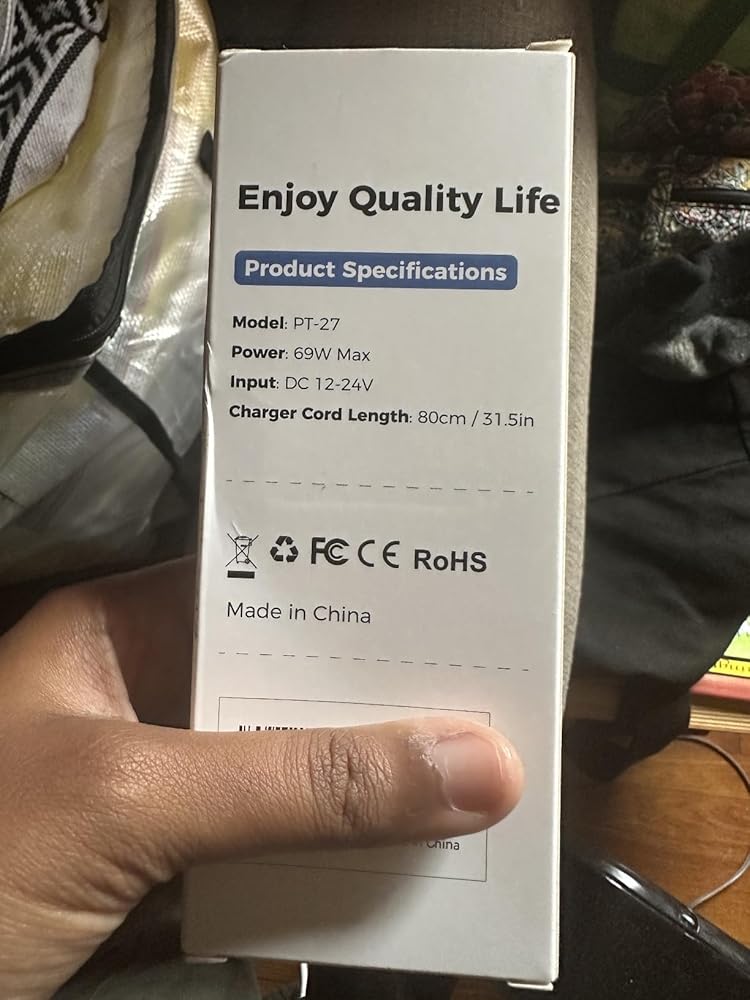 Enjoy Quality Life
Product Specifications
Model: PT-27
Power: 69W Max
Input: DC 12-24V
Charger Cord Length: 80cm / 31.5in
FC CE RoHS
Made in China
China